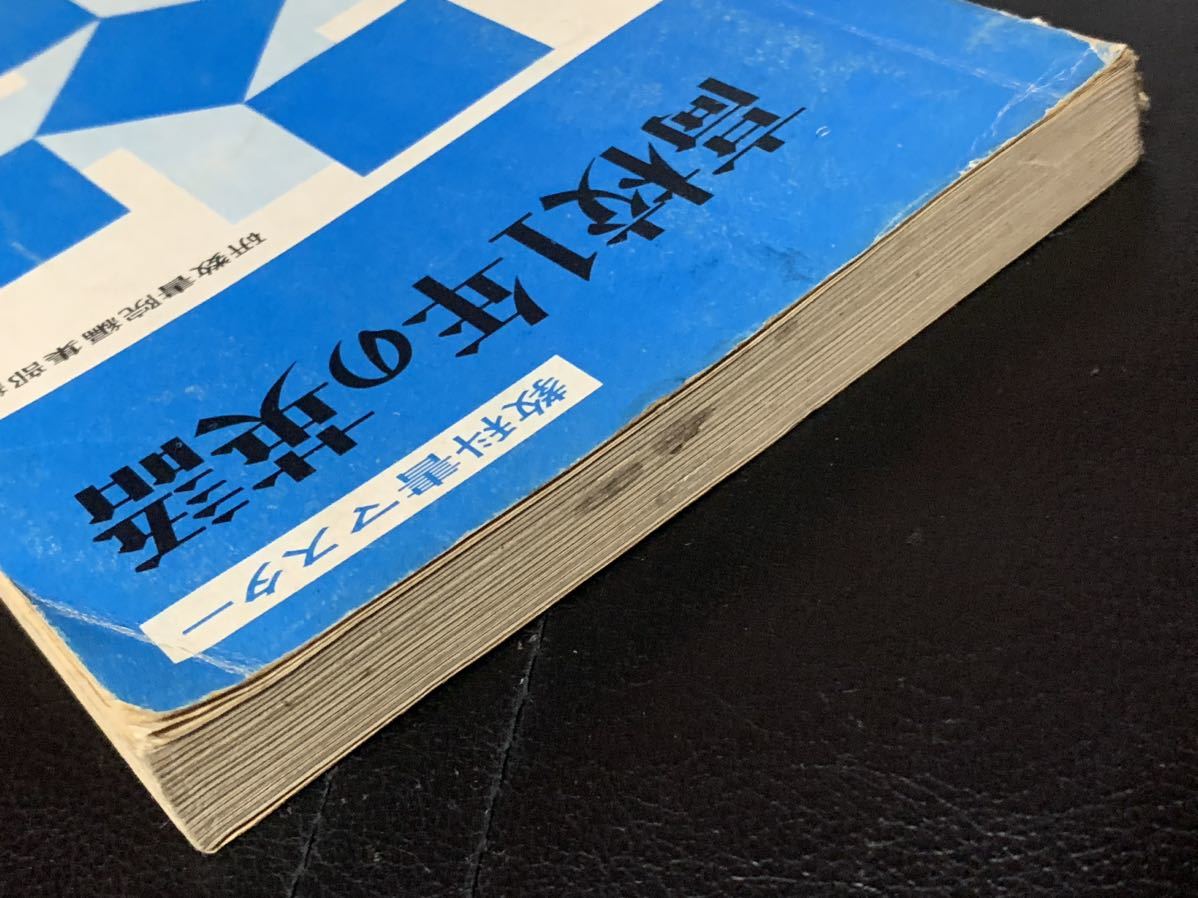 教科書マスター
高校1年の英語
研数書院編集部